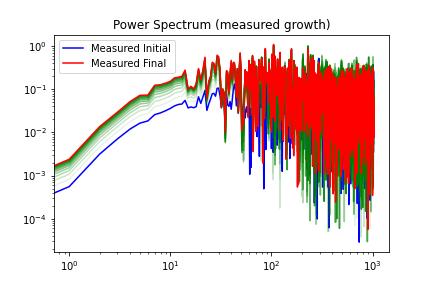 Power Spectrum (measured growth)
Measured Initial
Measured Final
10⁰
10⁻¹
10⁻²
10⁻³
10⁻⁴
10⁰ 10¹ 10² 10³